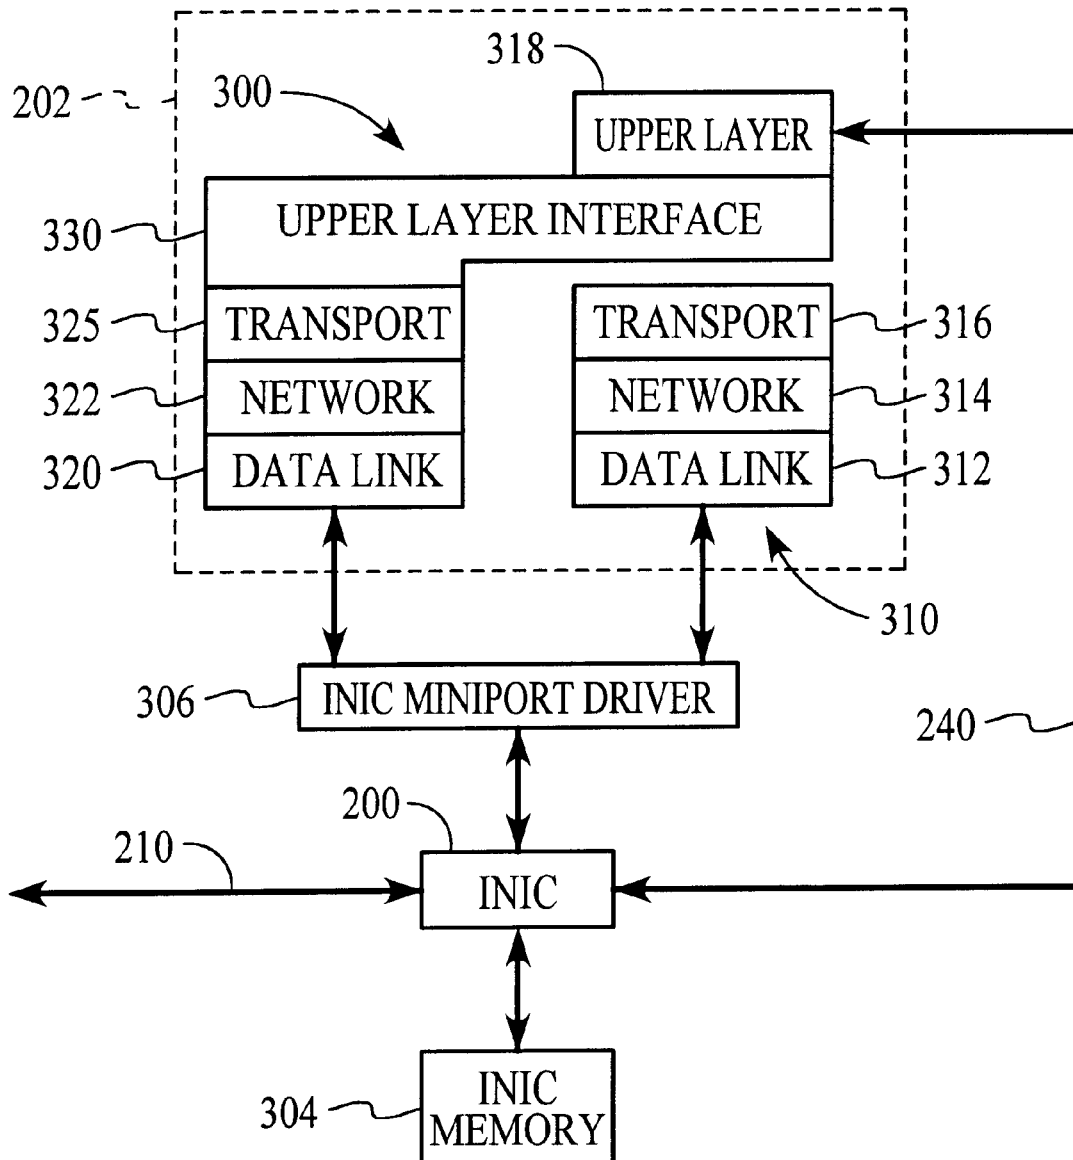 318
202
300
UPPER LAYER
330
UPPER LAYER INTERFACE
325
TRANSPORT
TRANSPORT
316
322
NETWORK
NETWORK
314
320
DATA LINK
DATA LINK
312
310
306
INIC MINIPORT DRIVER
240
200
210
INIC
304
INIC
MEMORY